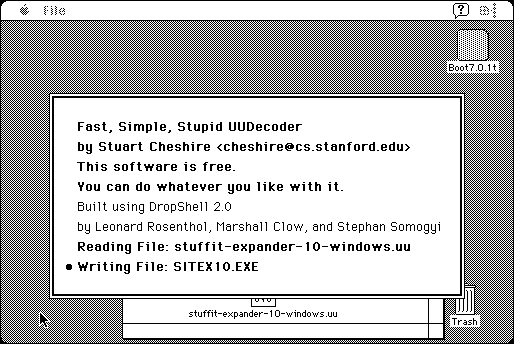 File
Boot7.0.1t
Fast, Simple, Stupid UUDecoder
by Stuart Cheshire <cheshire@cs.stanford.edu>
This software is free.
You can do whatever you like with it.
Built using DropShell 2.0
by Leonard Rosenthol, Marshall Clow, and Stephan Somogyi
Reading File: stuffit-expander-10-windows.uu
Writing File: SITEX10.EXE
stuffit-expander-10-windows.uu
Trash